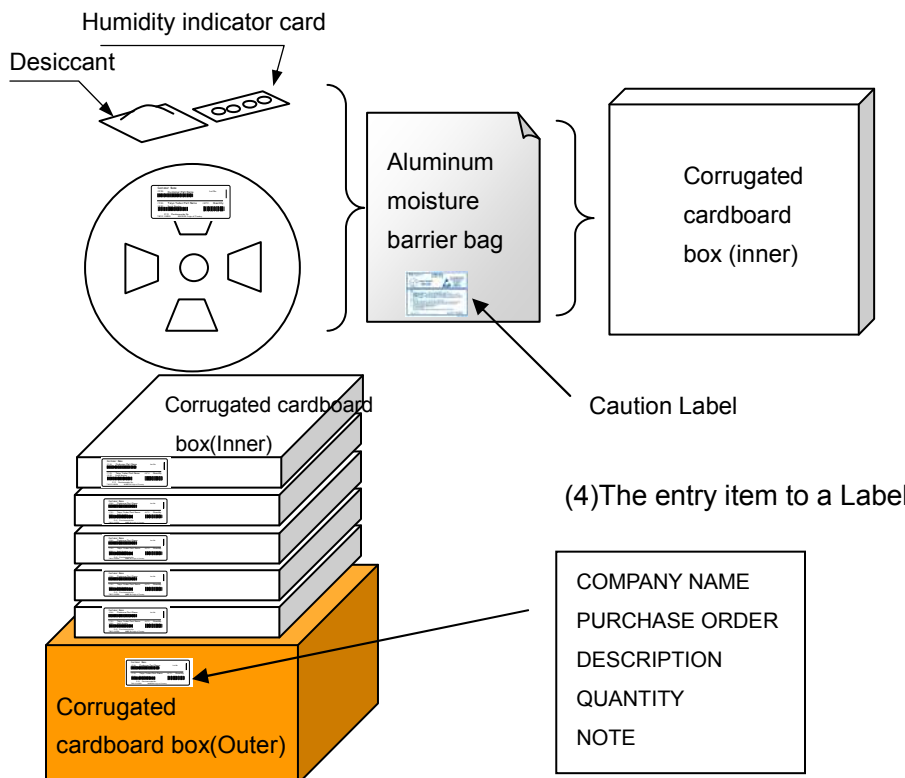 Humidity indicator card
Desiccant
Aluminum
moisture
barrier bag
Corrugated
cardboard
box (inner)
Caution Label
Corrugated cardboard
box(Inner)
(4)The entry item to a Label
COMPANY NAME
PURCHASE ORDER
DESCRIPTION
QUANTITY
NOTE
Corrugated
cardboard box(Outer)